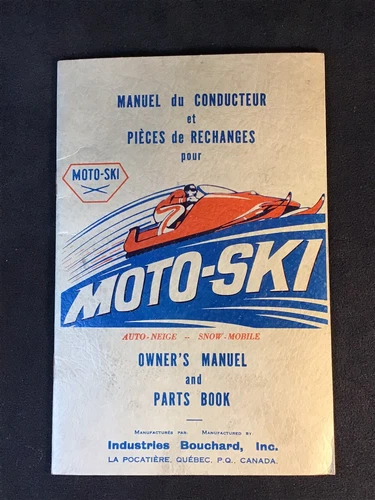 MANUEL du CONDUCTEUR
et
PIÈCES de RECHANGES
pour
MOTO-SKI
MOTO-SKI
AUTO-NEIGE -- SNOW-MOBILE
OWNER'S MANUEL
and
PARTS BOOK
MANUFACTURÉS PAR: MANUFACTURED BY:
Industries Bouchard, Inc.
LA POCATIÈRE, QUÉBEC, P.Q., CANADA.